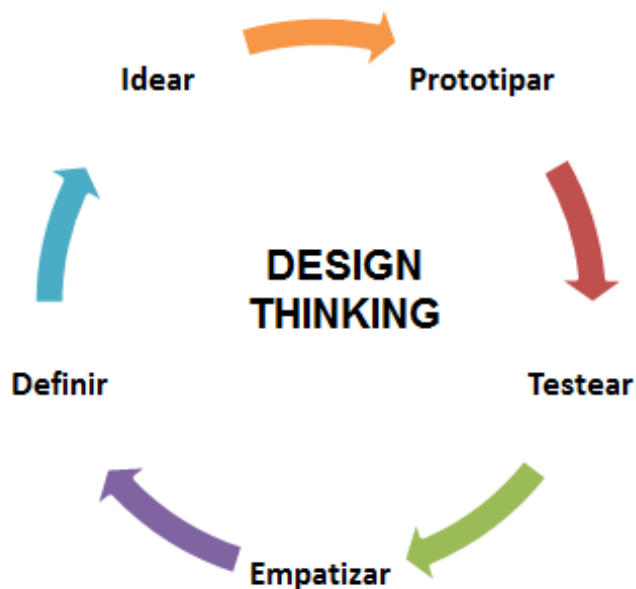 Idear
Prototipar
DESIGN
THINKING
Definir
Testear
Empatizar